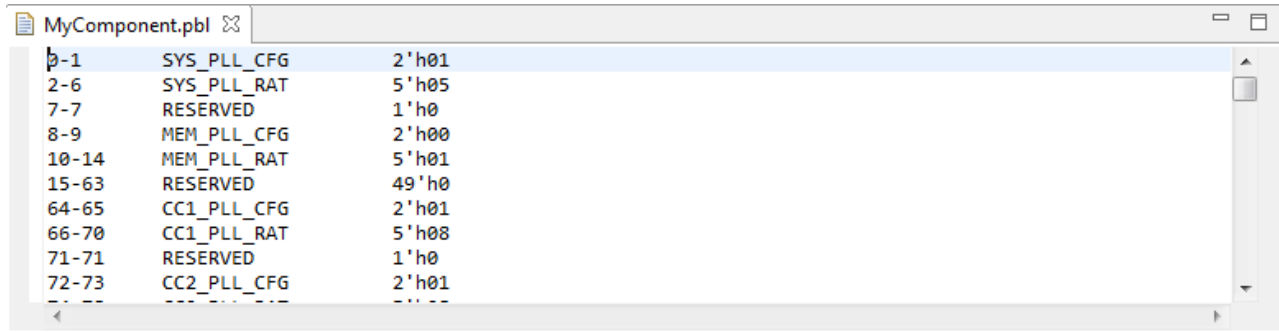 MyComponent.pbl
0-1 SYS_PLL_CFG 2'h01
2-6 SYS_PLL_RAT 5'h05
7-7 RESERVED 1'h0
8-9 MEM_PLL_CFG 2'h00
10-14 MEM_PLL_RAT 5'h01
15-63 RESERVED 49'h0
64-65 CC1_PLL_CFG 2'h01
66-70 CC1_PLL_RAT 5'h08
71-71 RESERVED 1'h0
72-73 CC2_PLL_CFG 2'h01